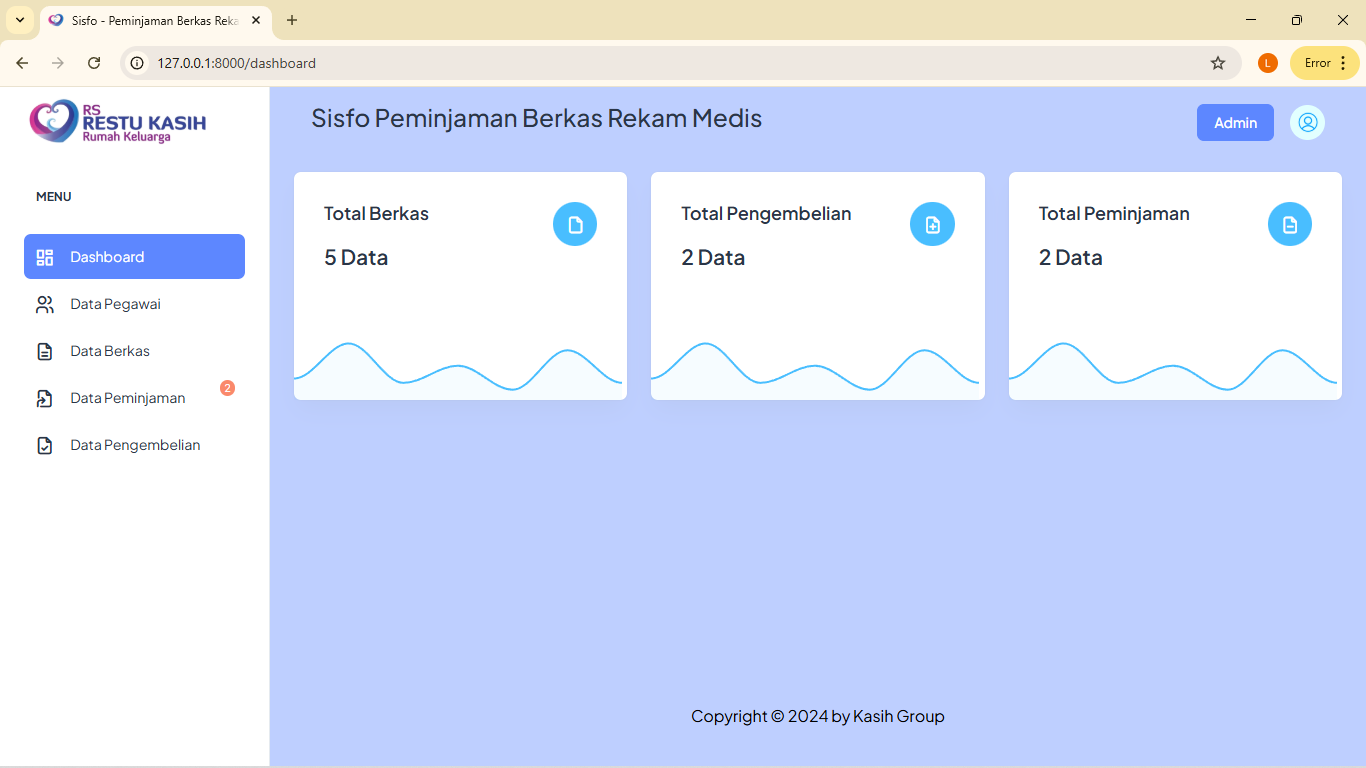 Sisfo - Peminjaman Berkas Reka
127.0.0.1:8000/dashboard
L
Error
RS
RESTU KASIH
Rumah Keluarga
Sisfo Peminjaman Berkas Rekam Medis
Admin
MENU
Dashboard
Data Pegawai
Data Berkas
Data Peminjaman
2
Data Pengembelian
Total Berkas
5 Data
Total Pengembelian
2 Data
Total Peminjaman
2 Data
Copyright © 2024 by Kasih Group